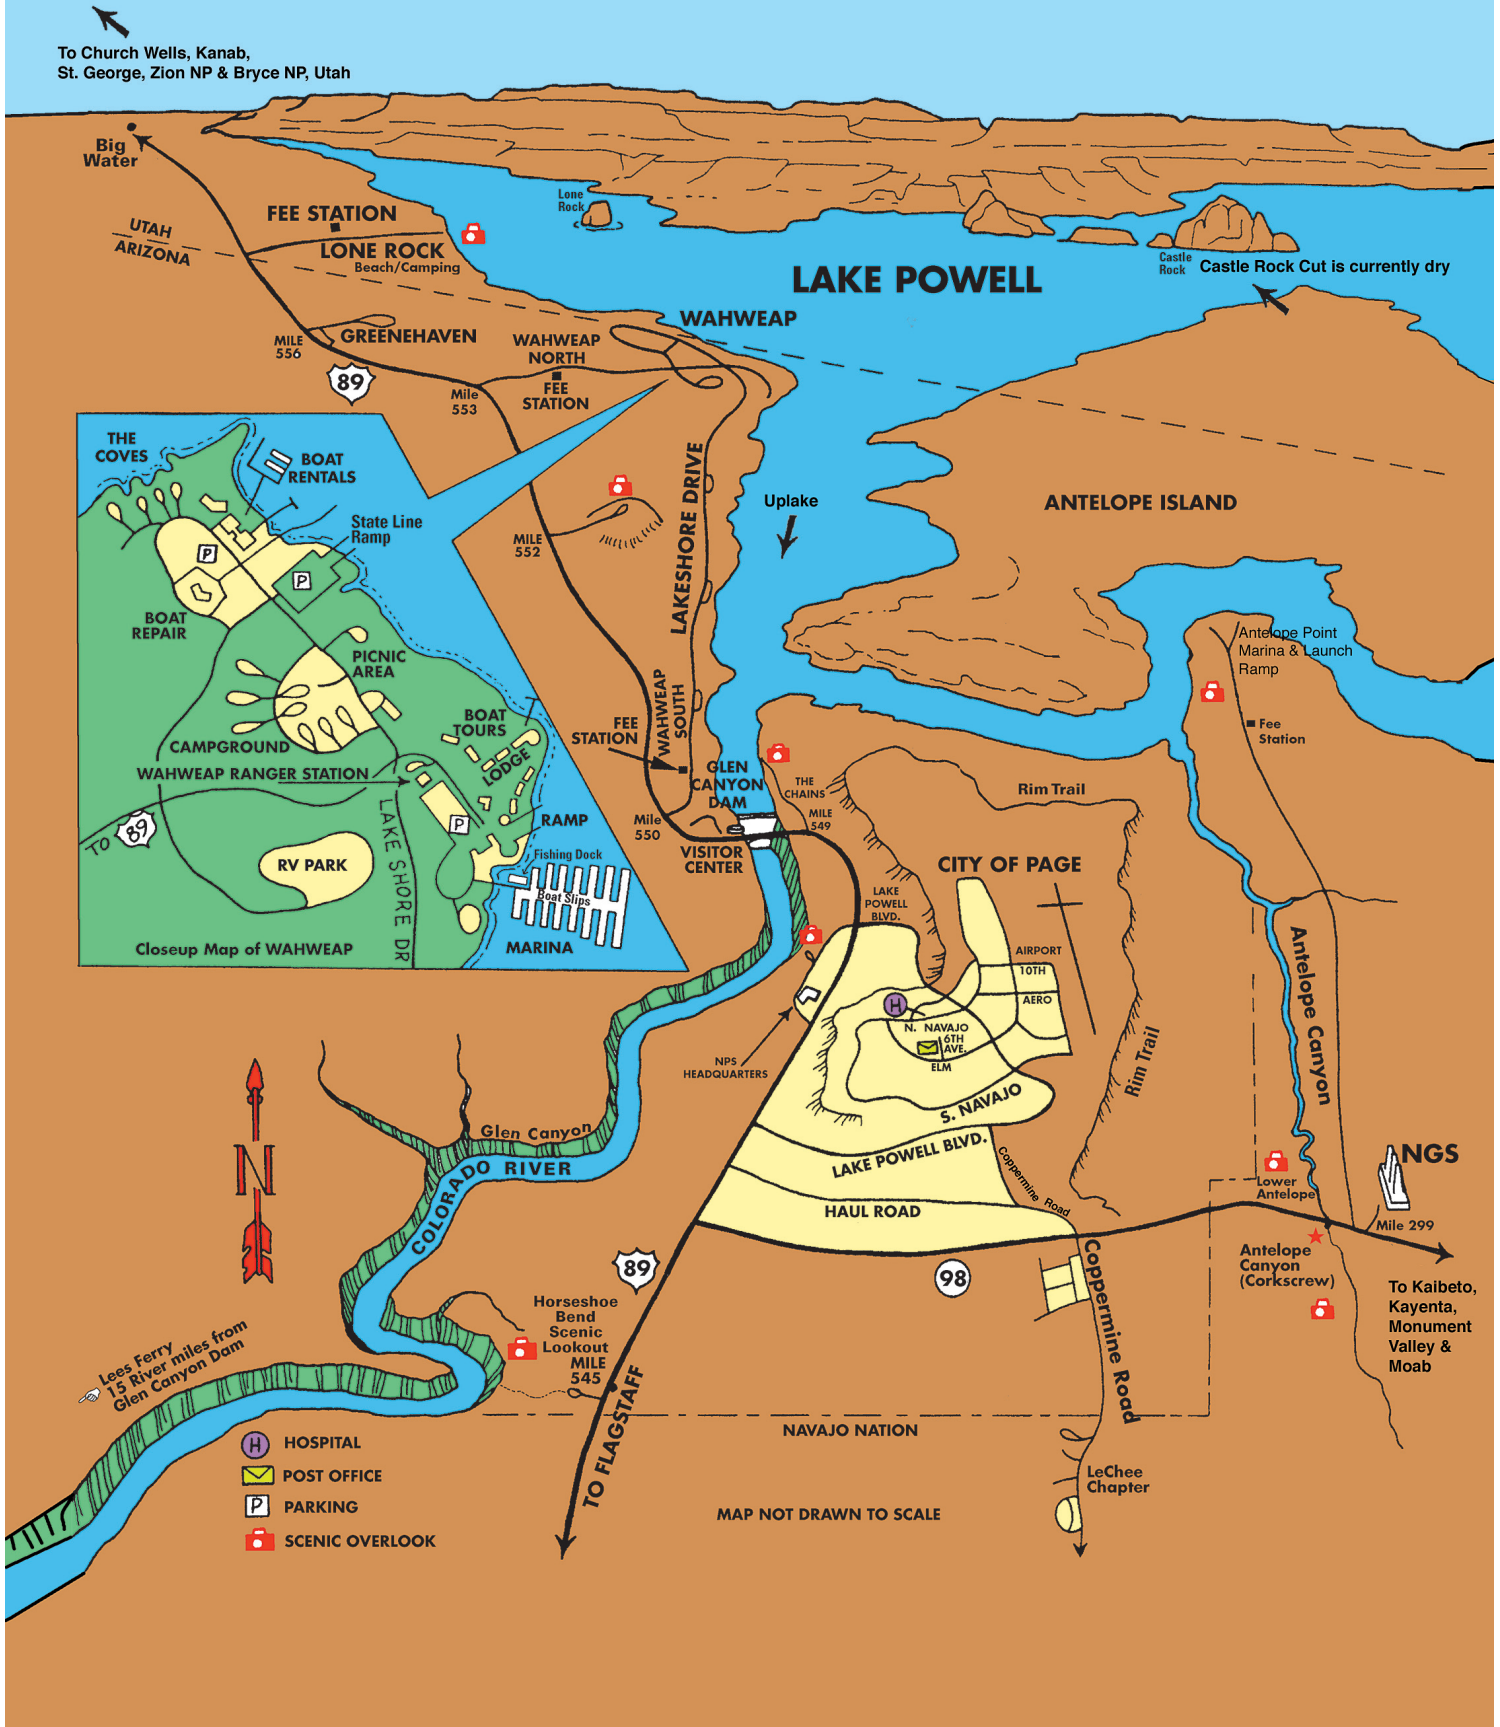 To Church Wells, Kanab,
St. George, Zion NP & Bryce NP, Utah
Big
Water
UTAH
ARIZONA
FEE STATION
LONE ROCK
Beach/Camping
Lone
Rock
LAKE POWELL
Castle
Rock
Castle Rock Cut is currently dry
WAHWEAP
MILE
556
GREENEHAVEN
89
WAHWEAP
NORTH
FEE
STATION
Mile
553
MILE
552
LAKESHORE DRIVE
Uplake
ANTELOPE ISLAND
Antelope Point
Marina & Launch
Ramp
Fee
Station
WAHWEAP
SOUTH
FEE
STATION
GLEN
CANYON
DAM
THE
CHAINS
MILE
549
Mile
550
VISITOR
CENTER
Rim Trail
CITY OF PAGE
LAKE
POWELL
BLVD.
AIRPORT
10TH
AERO
H
N. NAVAJO
6TH
AVE.
ELM
S. NAVAJO
LAKE POWELL BLVD.
HAUL ROAD
Coppermine Road
Rim Trail
NPS
HEADQUARTERS
Antelope Canyon
NGS
Lower
Antelope
Mile 299
Antelope
Canyon
(Corkscrew)
To Kaibeto,
Kayenta,
Monument
Valley &
Moab
98
89
Coppermine Road
LeChee
Chapter
NAVAJO NATION
MAP NOT DRAWN TO SCALE
TO FLAGSTAFF
Horseshoe
Bend
Scenic
Lookout
MILE
545
Glen Canyon
COLORADO RIVER
N
Lees Ferry
15 River miles from
Glen Canyon Dam
H HOSPITAL
POST OFFICE
P PARKING
SCENIC OVERLOOK
THE
COVES
BOAT
RENTALS
State Line
Ramp
P
P
BOAT
REPAIR
PICNIC
AREA
CAMPGROUND
BOAT
TOURS
LODGE
WAHWEAP RANGER STATION
TO 89
LAKE SHORE DR
P
RAMP
RV PARK
Fishing Dock
Boat Slips
MARINA
Closeup Map of WAHWEAP